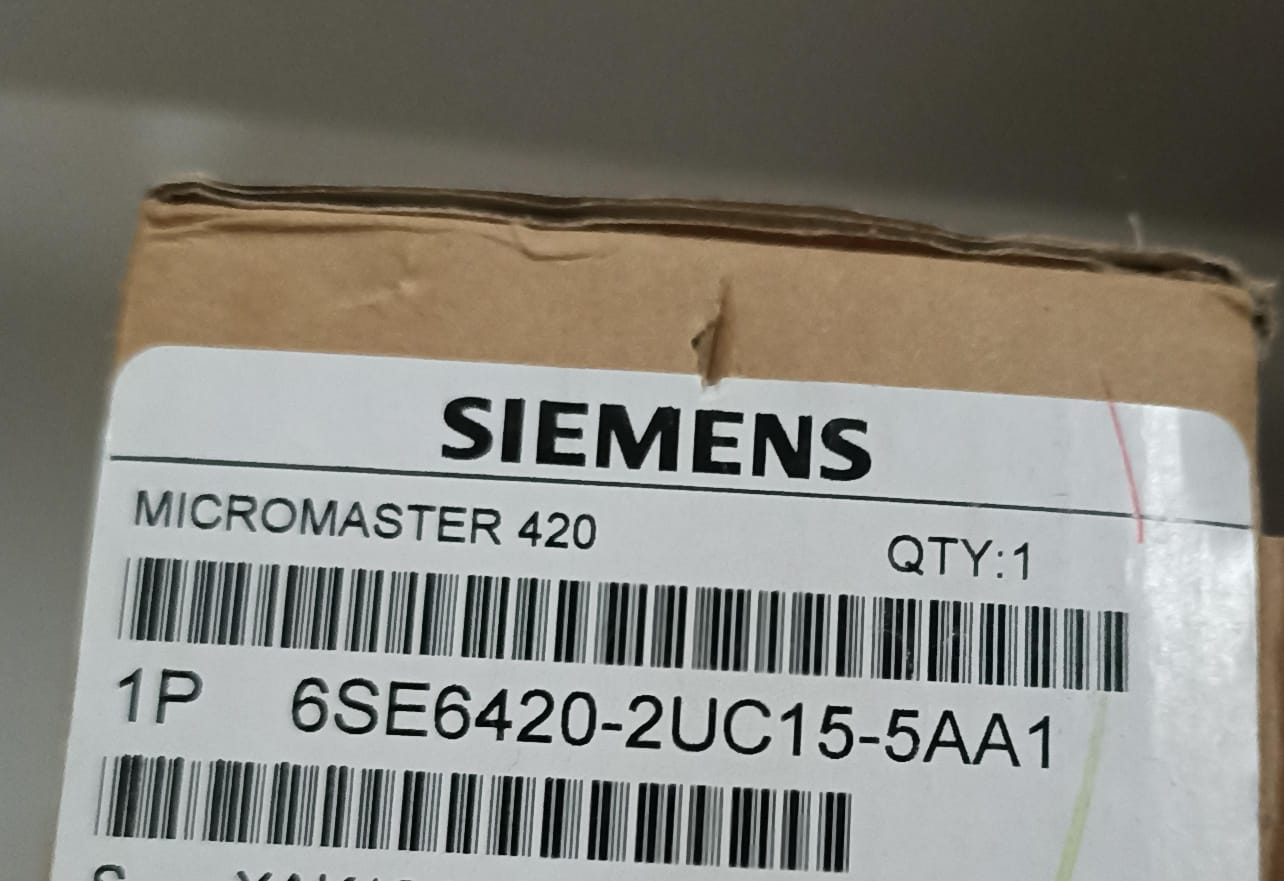 SIEMENS
MICROMASTER 420
QTY:1
1P 6SE6420-2UC15-5AA1